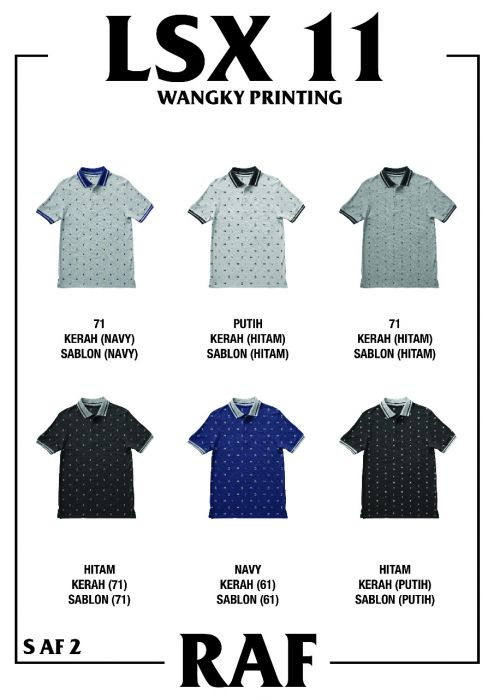 LSX 11
WANGKY PRINTING
71
KERAH (NAVY)
SABLON (NAVY)
PUTIH
KERAH (HITAM)
SABLON (HITAM)
71
KERAH (HITAM)
SABLON (HITAM)
HITAM
KERAH (71)
SABLON (71)
NAVY
KERAH (61)
SABLON (61)
HITAM
KERAH (PUTIH)
SABLON (PUTIH)
S AF 2
RAF